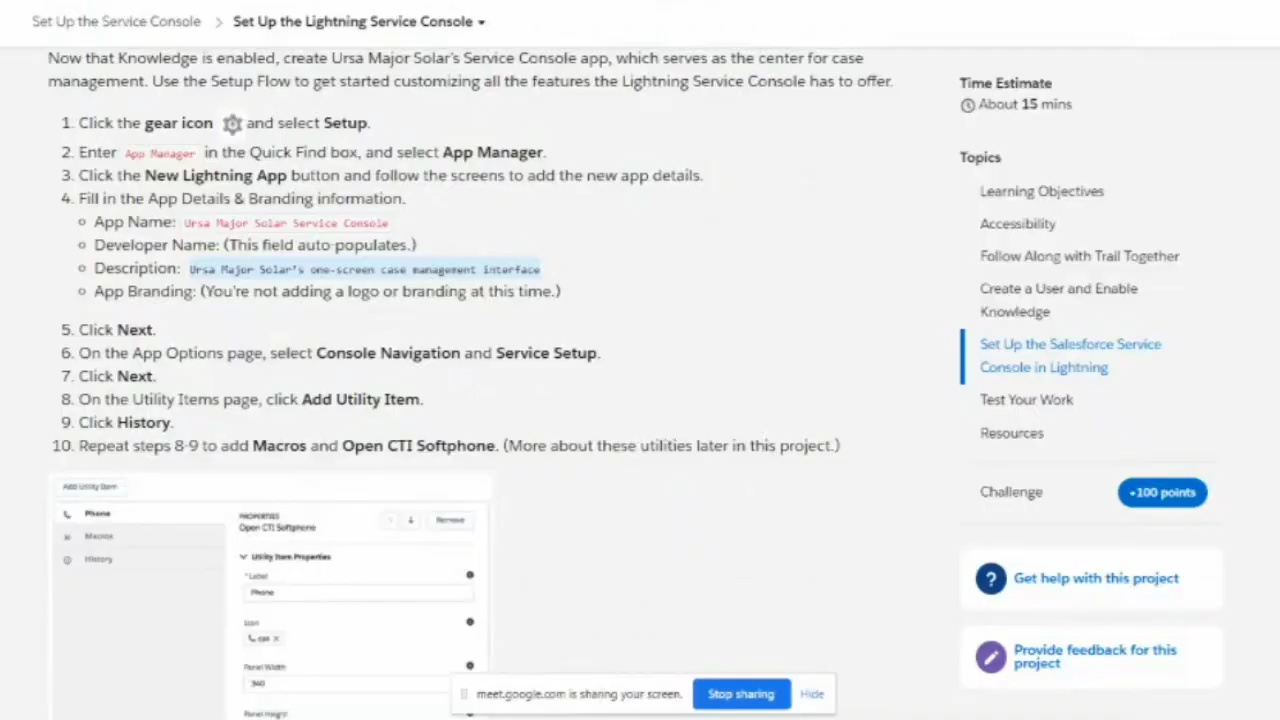 Set Up the Service Console > Set Up the Lightning Service Console
Now that Knowledge is enabled, create Ursa Major Solar's Service Console app, which serves as the center for case
management. Use the Setup Flow to get started customizing all the features the Lightning Service Console has to offer.
1. Click the gear icon and select Setup.
2. Enter App Manager in the Quick Find box, and select App Manager.
3. Click the New Lightning App button and follow the screens to add the new app details.
4. Fill in the App Details & Branding information.
App Name: Ursa Major Solar Service Console
Developer Name: (This field auto-populates.)
Description: Ursa Major Solar's one-screen case management interface
App Branding: (You're not adding a logo or branding at this time.)
5. Click Next.
6. On the App Options page, select Console Navigation and Service Setup.
7. Click Next.
8. On the Utility Items page, click Add Utility Item.
9. Click History.
10. Repeat steps 8-9 to add Macros and Open CTI Softphone. (More about these utilities later in this project.)
Add Utility Item
Phone
Macros
History
PROPERTIES
Open CTI Softphone
Remove
Utility Item Properties
*Label
Phone
Icon
call
Panel Width
340
Panel Height
Time Estimate
About 15 mins
Topics
Learning Objectives
Accessibility
Follow Along with Trail Together
Create a User and Enable
Knowledge
Set Up the Salesforce Service
Console in Lightning
Test Your Work
Resources
Challenge
+100 points
Get help with this project
Provide feedback for this
project
meet.google.com is sharing your screen.
Stop sharing
Hide